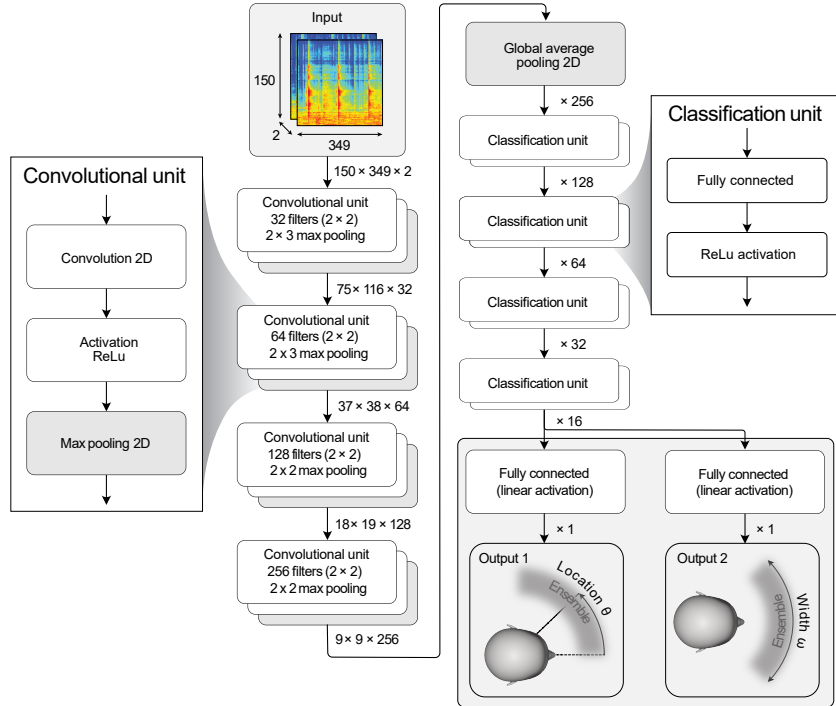 Input
150
2
349
150 × 349 × 2
Convolutional unit
32 filters (2 × 2)
2 × 3 max pooling
75 × 116 × 32
Convolutional unit
64 filters (2 × 2)
2 x 3 max pooling
37 × 38 × 64
Convolutional unit
128 filters (2 × 2)
2 x 2 max pooling
18 × 19 × 128
Convolutional unit
256 filters (2 × 2)
2 x 2 max pooling
9 × 9 × 256
Convolutional unit
Convolution 2D
Activation
ReLu
Max pooling 2D
Global average
pooling 2D
× 256
Classification unit
× 128
Classification unit
× 64
Classification unit
× 32
Classification unit
× 16
Classification unit
Fully connected
ReLu activation
Fully connected
(linear activation)
× 1
Output 1
Location θ
Ensemble
Fully connected
(linear activation)
× 1
Output 2
Ensemble
Width ω